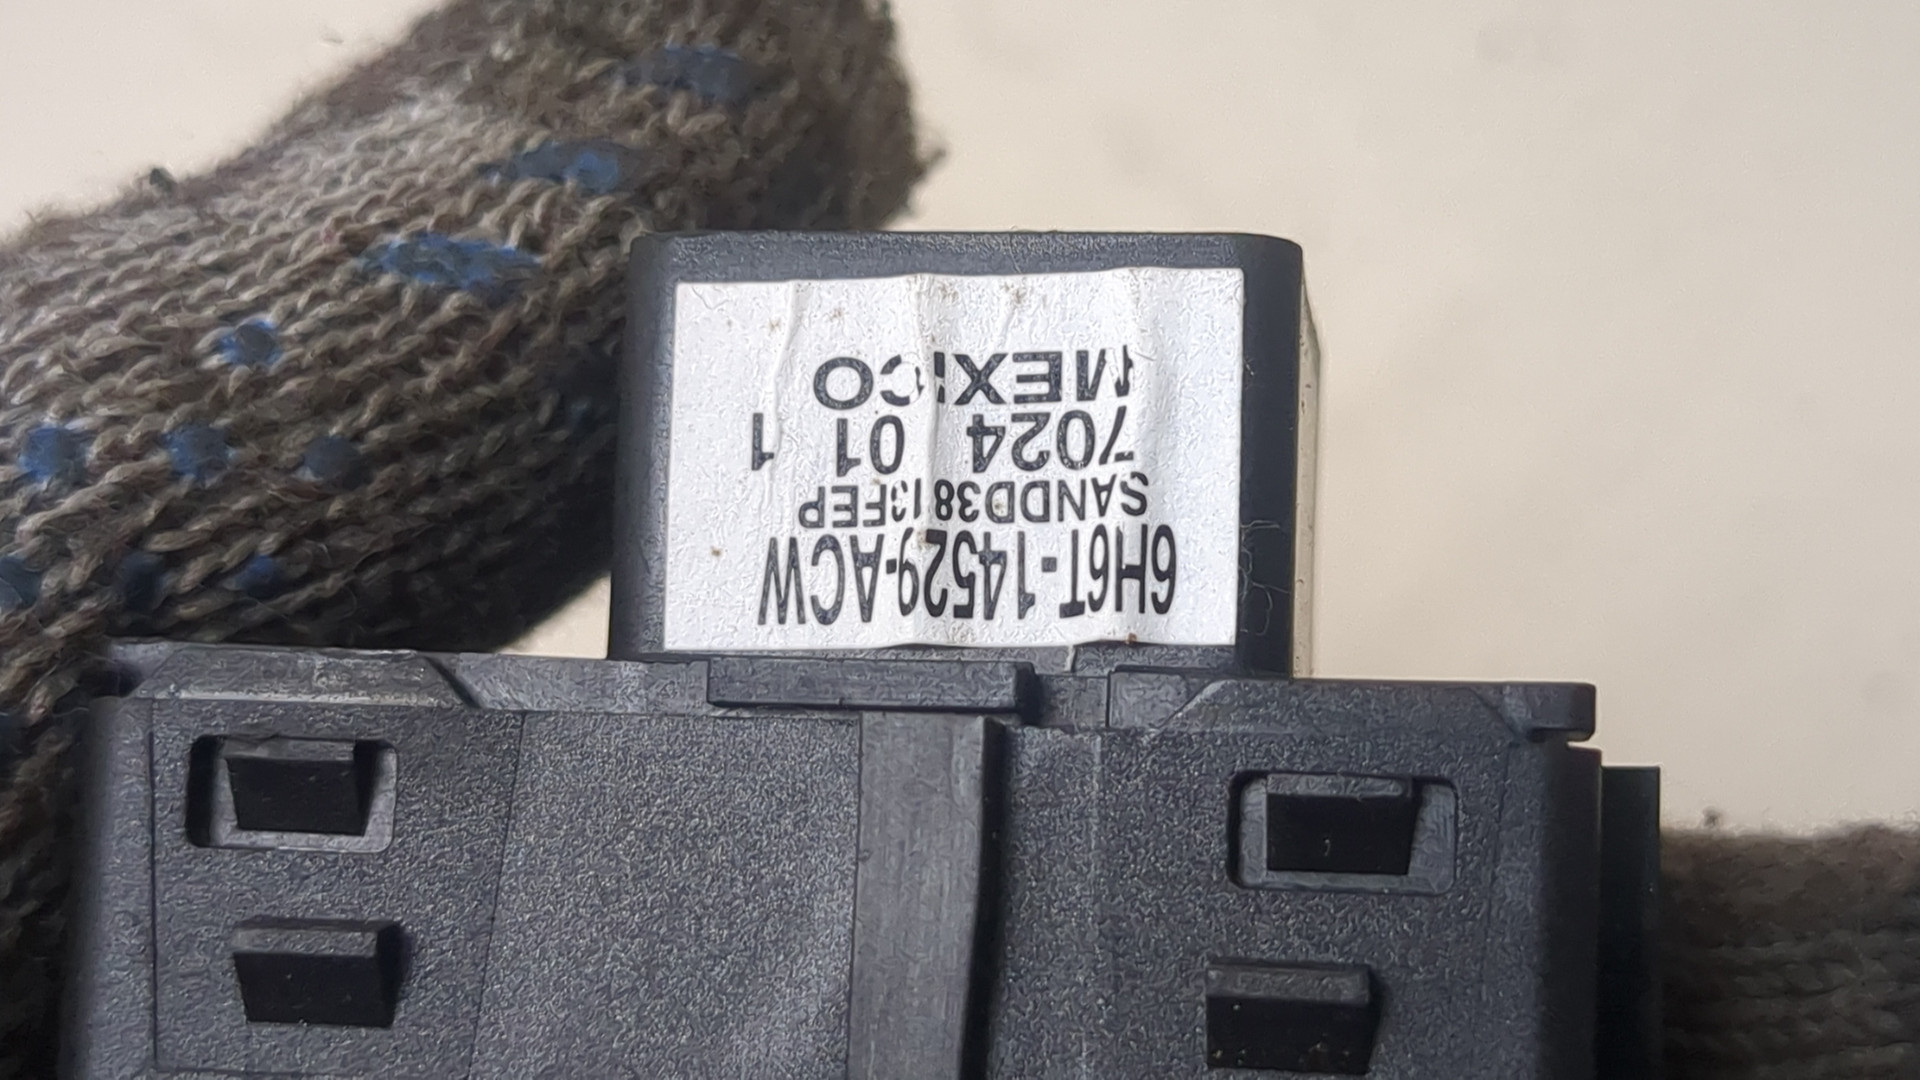 6H6T-14529-ACW
SANDD3813FEP
7024 01 1
MEXICO